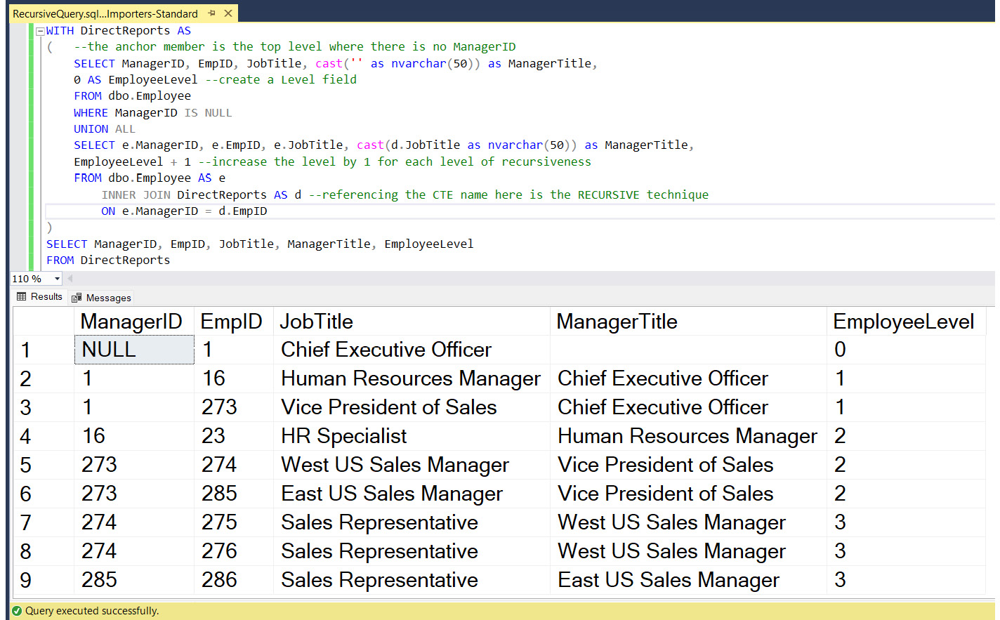 RecursiveQuery.sql...Importers-Standard
WITH DirectReports AS
(   --the anchor member is the top level where there is no ManagerID
    SELECT ManagerID, EmpID, JobTitle, cast('' as nvarchar(50)) as ManagerTitle,
    0 AS EmployeeLevel --create a Level field
    FROM dbo.Employee
    WHERE ManagerID IS NULL
    UNION ALL
    SELECT e.ManagerID, e.EmpID, e.JobTitle, cast(d.JobTitle as nvarchar(50)) as ManagerTitle,
    EmployeeLevel + 1 --increase the level by 1 for each level of recursiveness
    FROM dbo.Employee AS e
        INNER JOIN DirectReports AS d --referencing the CTE name here is the RECURSIVE technique
        ON e.ManagerID = d.EmpID
)
SELECT ManagerID, EmpID, JobTitle, ManagerTitle, EmployeeLevel
FROM DirectReports
110 %
Results Messages
ManagerID EmpID JobTitle ManagerTitle EmployeeLevel
1 NULL 1 Chief Executive Officer 0
2 1 16 Human Resources Manager Chief Executive Officer 1
3 1 273 Vice President of Sales Chief Executive Officer 1
4 16 23 HR Specialist Human Resources Manager 2
5 273 274 West US Sales Manager Vice President of Sales 2
6 273 285 East US Sales Manager Vice President of Sales 2
7 274 275 Sales Representative West US Sales Manager 3
8 274 276 Sales Representative West US Sales Manager 3
9 285 286 Sales Representative East US Sales Manager 3
Query executed successfully.